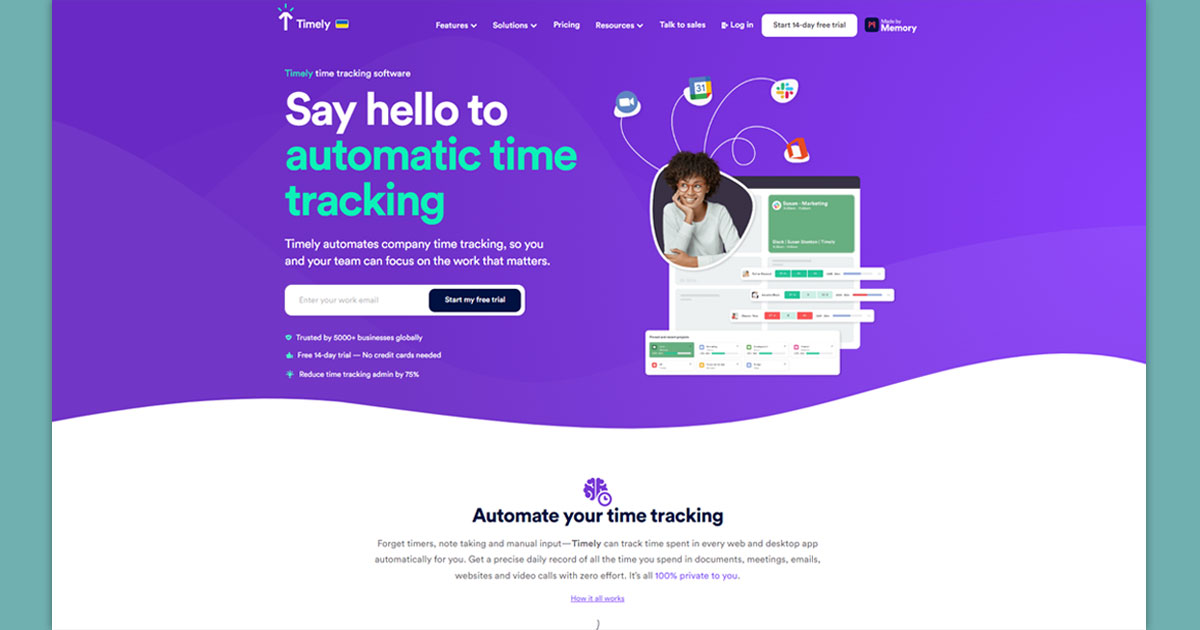 Timely
Features
Solutions
Pricing
Resources
Talk to sales
Log in
Start 14-day free trial
Made by
Memory
Timely time tracking software
Say hello to
automatic time
tracking
Timely automates company time tracking, so you
and your team can focus on the work that matters.
Enter your work email
Start my free trial
Trusted by 5000+ businesses globally
Free 14-day trial — No credit cards needed
Reduce time tracking admin by 75%
31
Susan - Marketing
Automate your time tracking
Forget timers, note taking and manual input—Timely can track time spent in every web and desktop app
automatically for you. Get a precise daily record of all the time you spend in documents, meetings, emails,
websites and video calls with zero effort. It's all 100% private to you.
How it all works